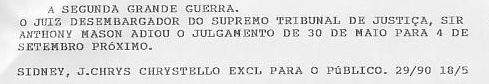 A SEGUNDA GRANDE GUERRA.
O JUIZ DESEMBARGADOR DO SUPREMO TRIBUNAL DE JUSTIÇA, SIR
ANTHONY MASON ADIOU O JULGAMENTO DE 30 DE MAIO PARA 4 DE
SETEMBRO PRÓXIMO.
SIDNEY, J.CHRYS CHRYSTELLO EXCL PARA O PÚBLICO. 29/90 18/5